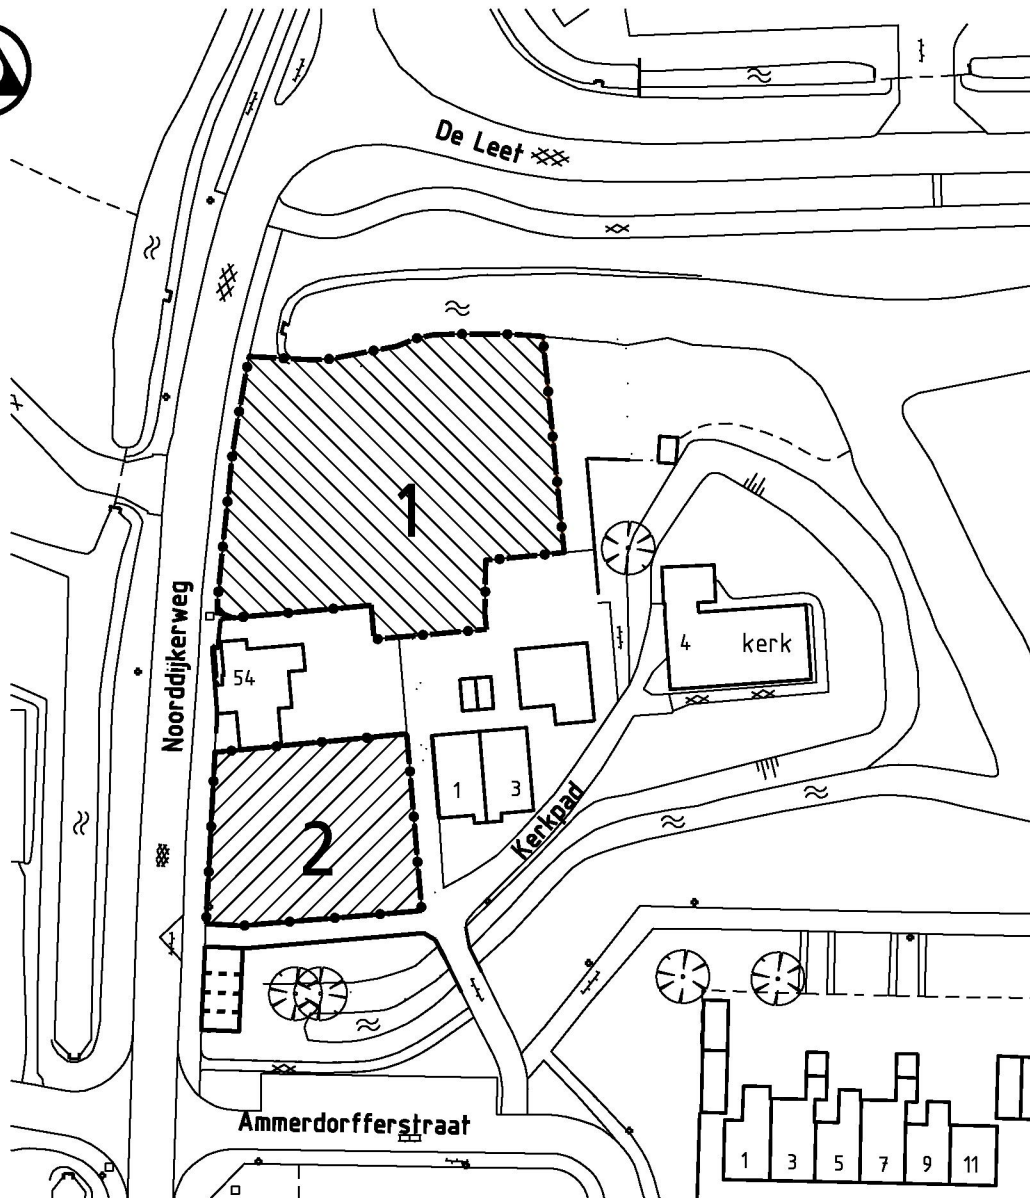 De Leet
1
Noorddijkerweg
54
4 kerk
1 3
2
Kerkpad
Ammerdorfferstraat
1 3 5 7 9 11